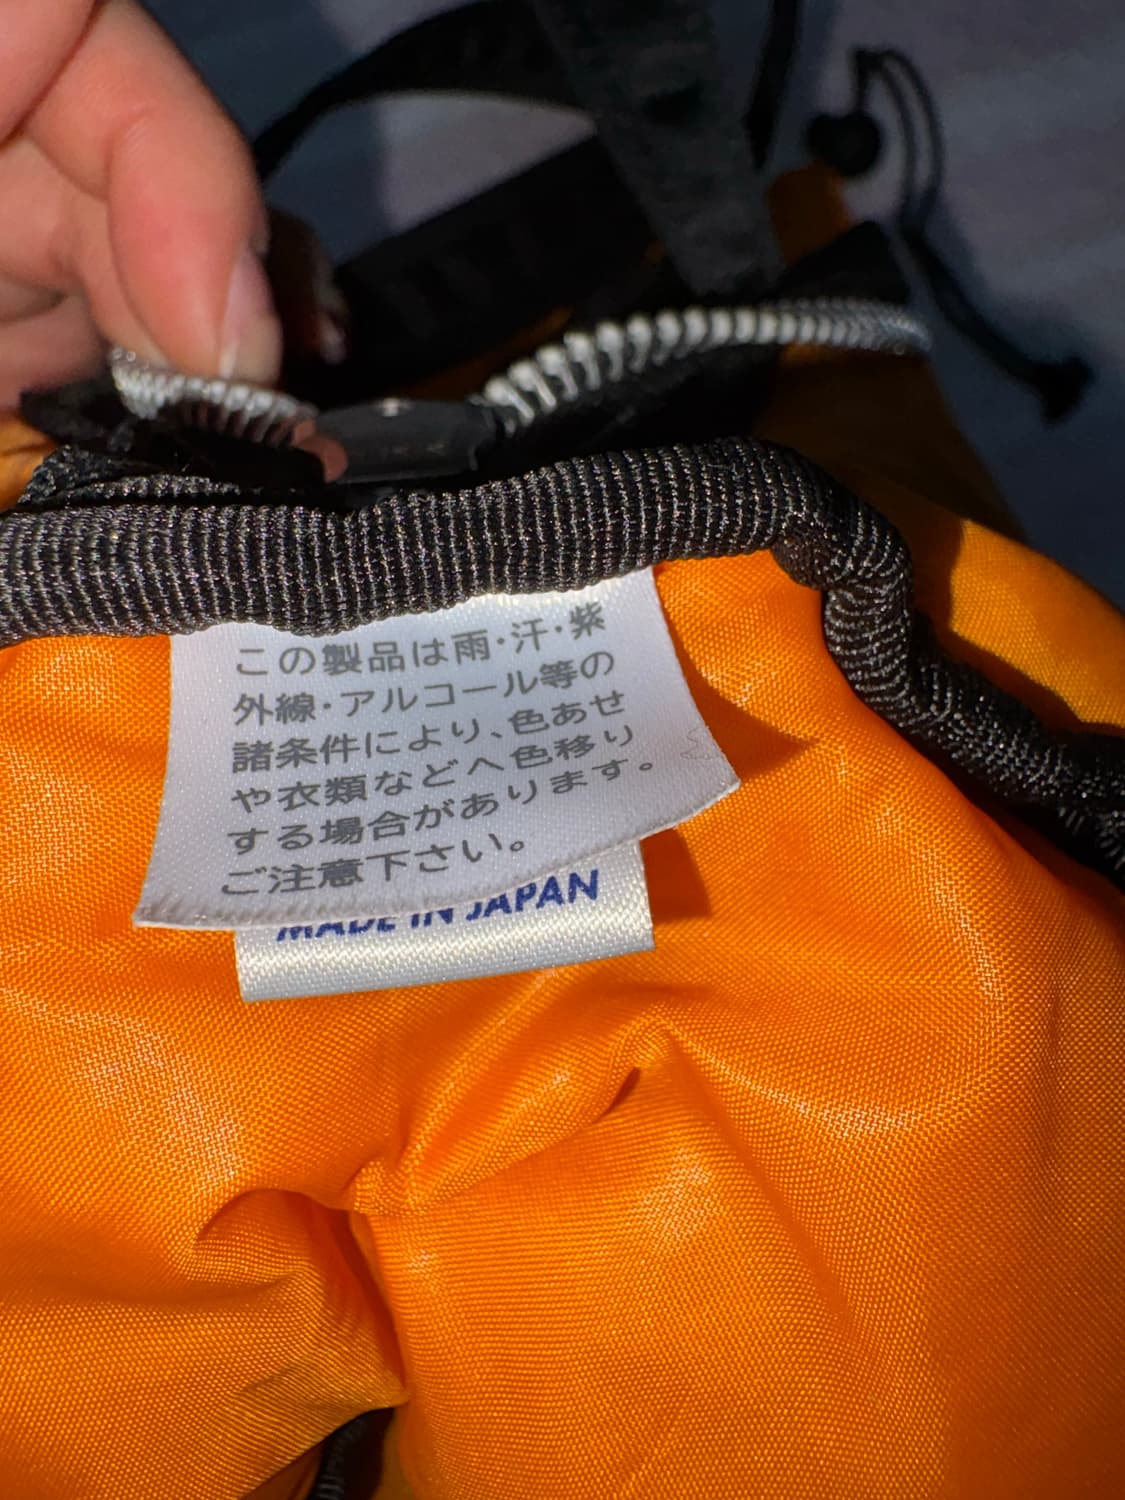 この製品は雨・汗・紫
外線・アルコール等の
諸条件により、色あせ
や衣類などへ色移り
する場合があります。
ご注意下さい。
MADE IN JAPAN